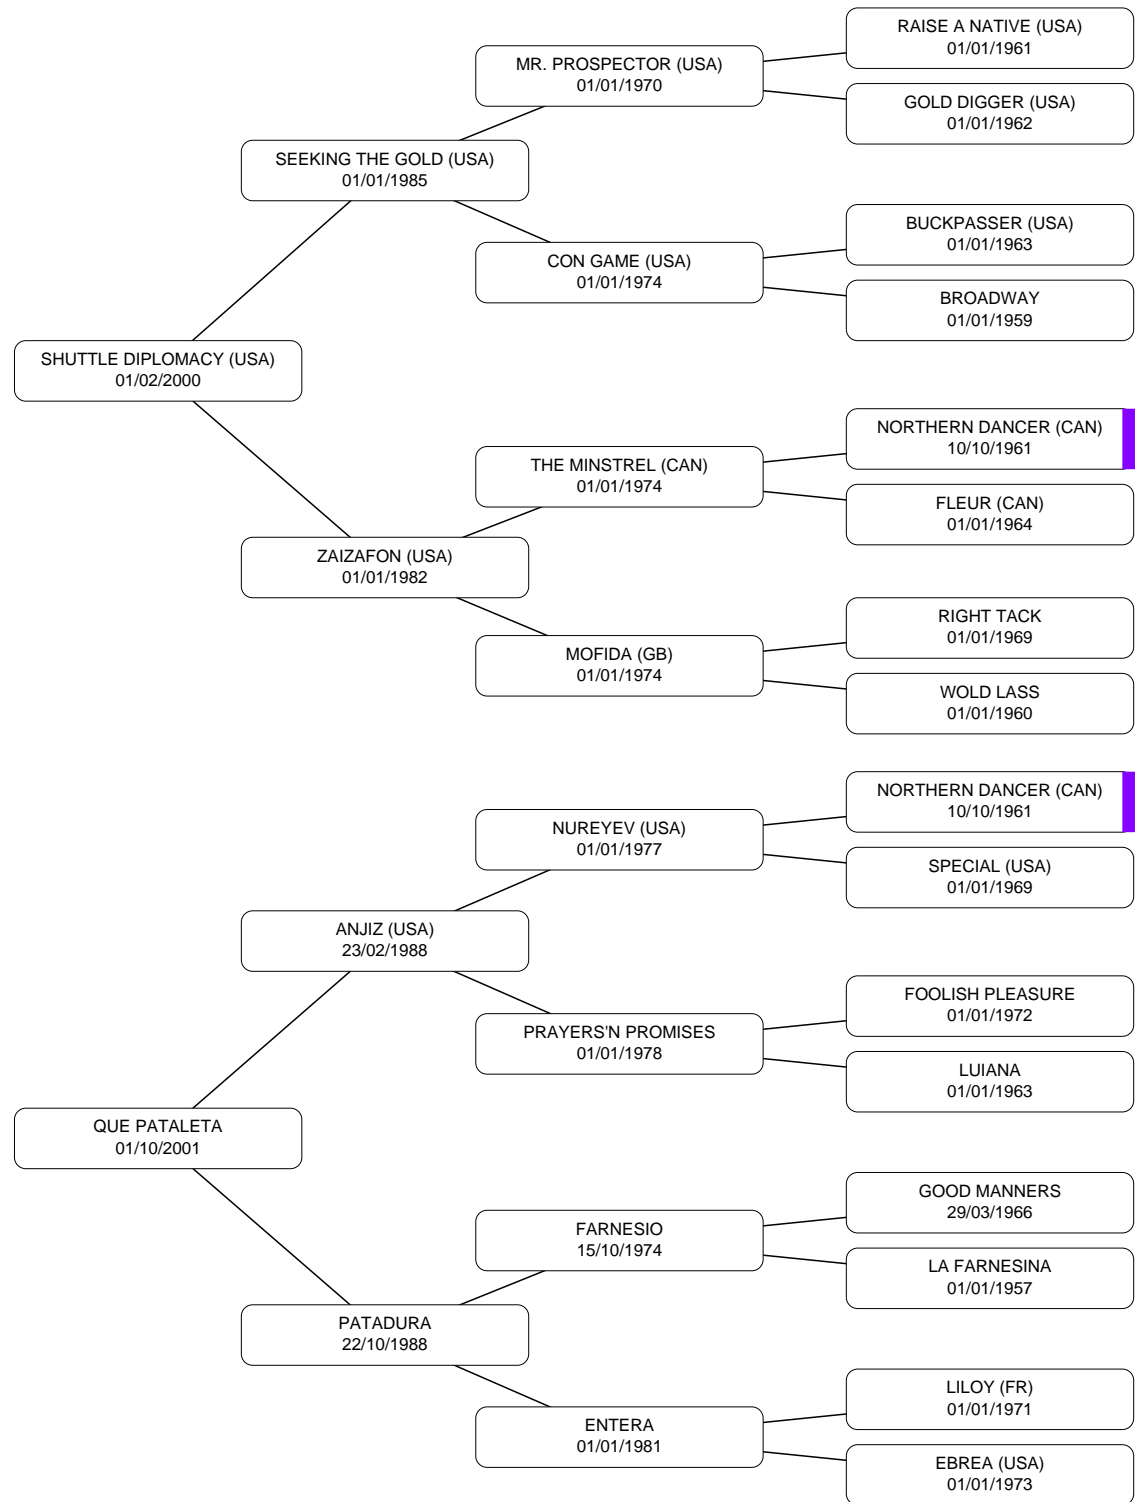 RAISE A NATIVE (USA)
01/01/1961
MR. PROSPECTOR (USA)
01/01/1970
GOLD DIGGER (USA)
01/01/1962
SEEKING THE GOLD (USA)
01/01/1985
BUCKPASSER (USA)
01/01/1963
CON GAME (USA)
01/01/1974
BROADWAY
01/01/1959
SHUTTLE DIPLOMACY (USA)
01/02/2000
NORTHERN DANCER (CAN)
10/10/1961
THE MINSTREL (CAN)
01/01/1974
FLEUR (CAN)
01/01/1964
ZAIZAFON (USA)
01/01/1982
RIGHT TACK
01/01/1969
MOFIDA (GB)
01/01/1974
WOLD LASS
01/01/1960
NORTHERN DANCER (CAN)
10/10/1961
NUREYEV (USA)
01/01/1977
SPECIAL (USA)
01/01/1969
ANJIZ (USA)
23/02/1988
FOOLISH PLEASURE
01/01/1972
PRAYERS'N PROMISES
01/01/1978
LUIANA
01/01/1963
QUE PATALETA
01/10/2001
GOOD MANNERS
29/03/1966
FARNESIO
15/10/1974
LA FARNESINA
01/01/1957
PATADURA
22/10/1988
LILOY (FR)
01/01/1971
ENTERA
01/01/1981
EBREA (USA)
01/01/1973